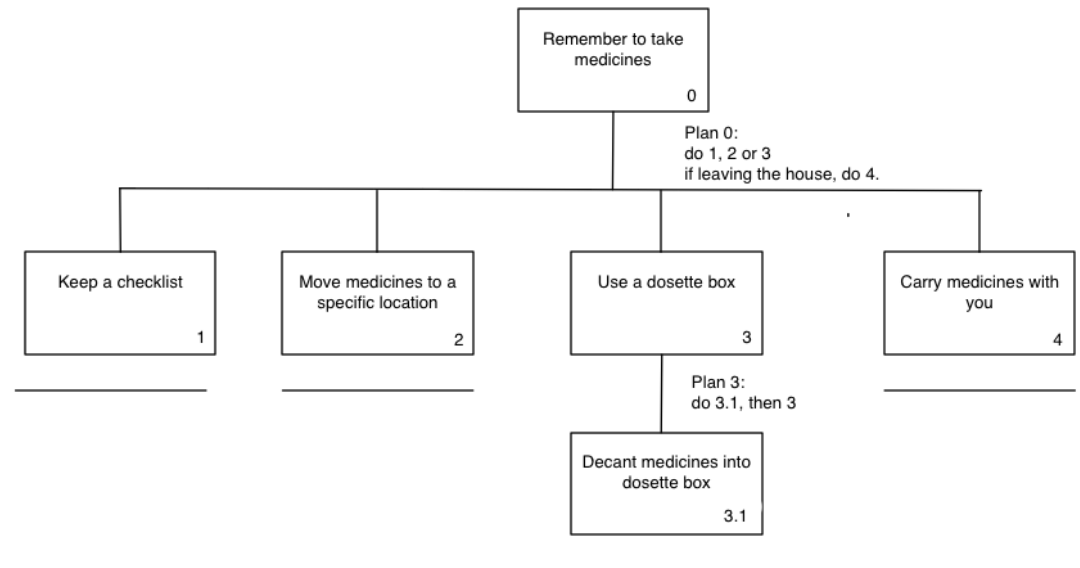 Remember to take
medicines
0
Plan 0:
do 1, 2 or 3
if leaving the house, do 4.
Keep a checklist
1
Move medicines to a
specific location
2
Use a dosette box
3
Carry medicines with
you
4
Plan 3:
do 3.1, then 3
Decant medicines into
dosette box
3.1